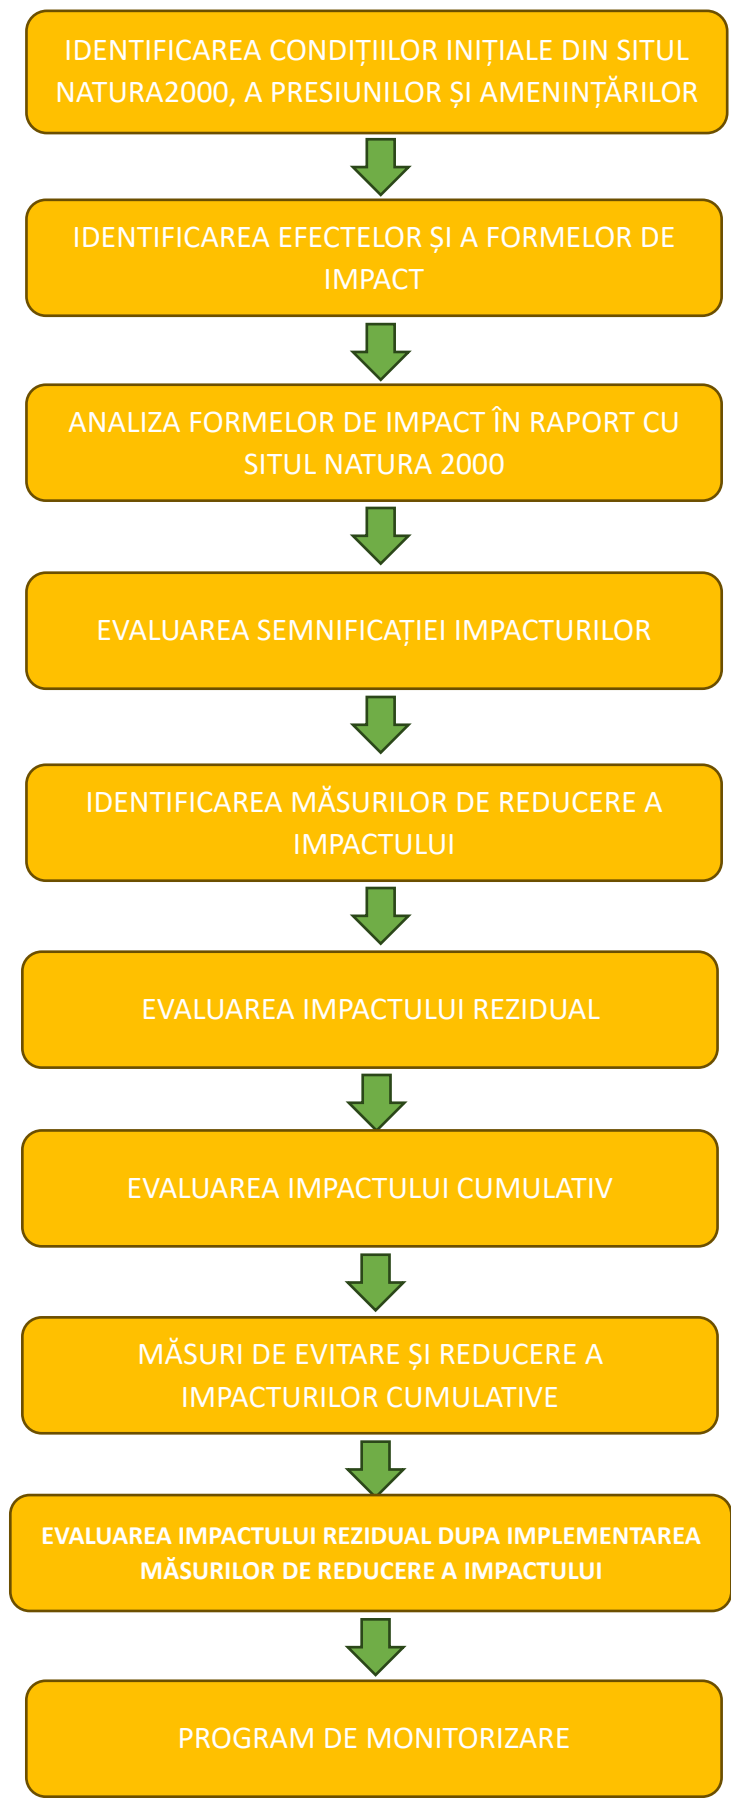 IDENTIFICAREA CONDIȚIILOR INIȚIALE DIN SITUL
NATURA2000, A PRESIUNILOR ȘI AMENINȚĂRILOR
IDENTIFICAREA EFECTELOR ȘI A FORMELOR DE
IMPACT
ANALIZA FORMELOR DE IMPACT ÎN RAPORT CU
SITUL NATURA 2000
EVALUAREA SEMNIFICAȚIEI IMPACTURILOR
IDENTIFICAREA MĂSURILOR DE REDUCERE A
IMPACTULUI
EVALUAREA IMPACTULUI REZIDUAL
EVALUAREA IMPACTULUI CUMULATIV
MĂSURI DE EVITARE ȘI REDUCERE A
IMPACTURILOR CUMULATIVE
EVALUAREA IMPACTULUI REZIDUAL DUPA IMPLEMENTAREA
MĂSURILOR DE REDUCERE A IMPACTULUI
PROGRAM DE MONITORIZARE